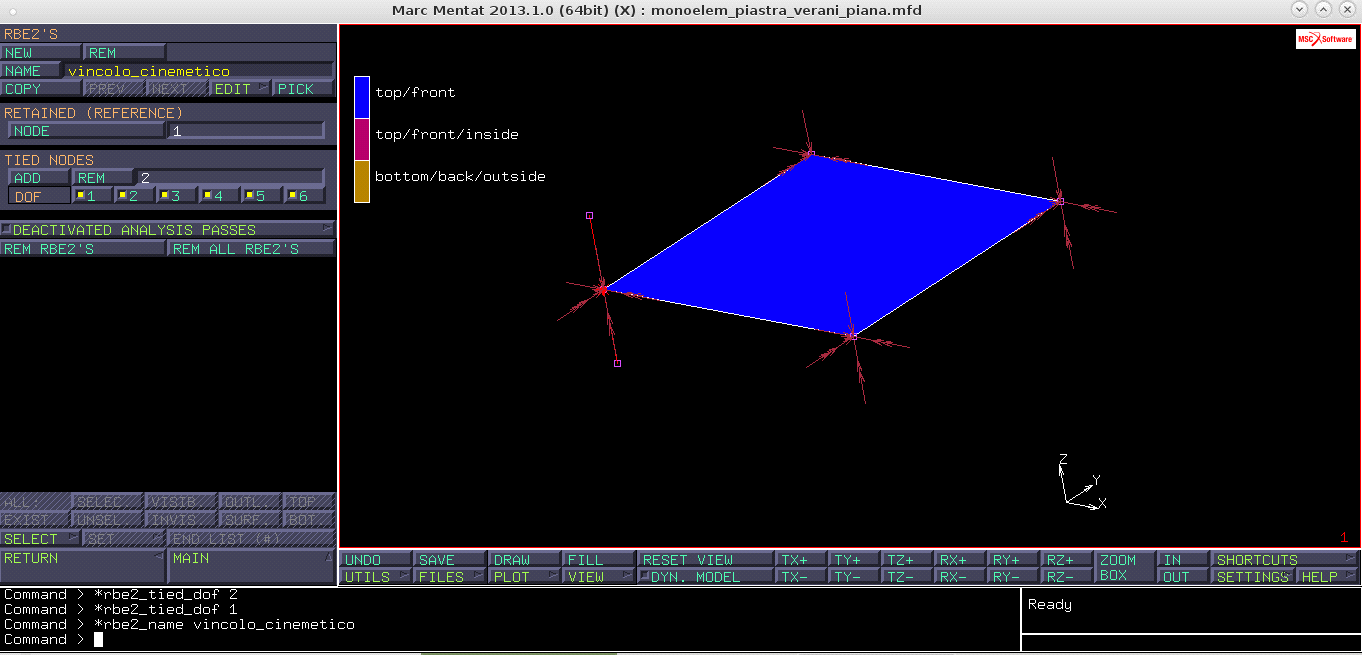 Marc Mentat 2013.1.0 (64bit) (X) : monoelem_piastra_verani_piana.mfd
RBE2'S
NEW REM
NAME vincolo_cinemetico
COPY PREV NEXT EDIT PICK
RETAINED (REFERENCE)
NODE 1
TIED NODES
ADD REM 2
DOF 1 2 3 4 5 6
DEACTIVATED ANALYSIS PASSES
REM RBE2'S REM ALL RBE2'S
ALL: SELEC. VISIB. OUTL. TOP
EXIST. UNSEL. INVIS. SURF. BOT.
SELECT SET END LIST (#)
RETURN MAIN
MSC Software
top/front
top/front/inside
bottom/back/outside
Z
Y
X
1
UNDO SAVE DRAW FILL RESET VIEW TX+ TY+ TZ+ RX+ RY+ RZ+ ZOOM IN SHORTCUTS
UTILS FILES PLOT VIEW DYN. MODEL TX- TY- TZ- RX- RY- RZ- BOX OUT SETTINGS HELP
Command > *rbe2_tied_dof 2
Command > *rbe2_tied_dof 1
Command > *rbe2_name vincolo_cinemetico
Command >
Ready